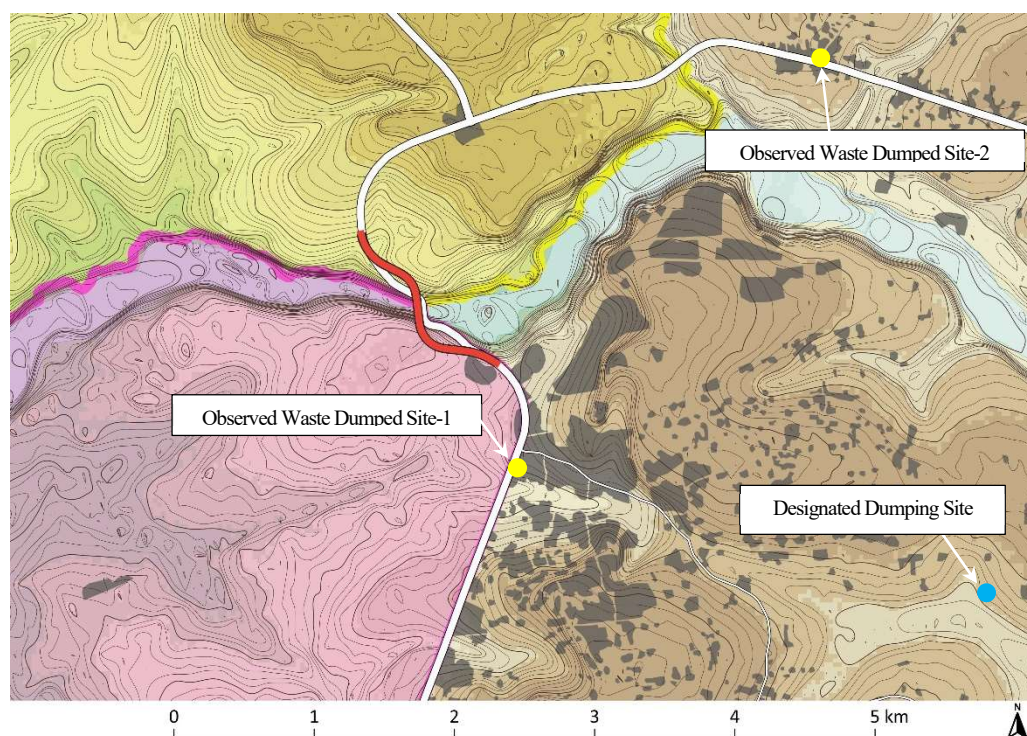 Observed Waste Dumped Site-2
Observed Waste Dumped Site-1
Designated Dumping Site
0 1 2 3 4 5 km
N